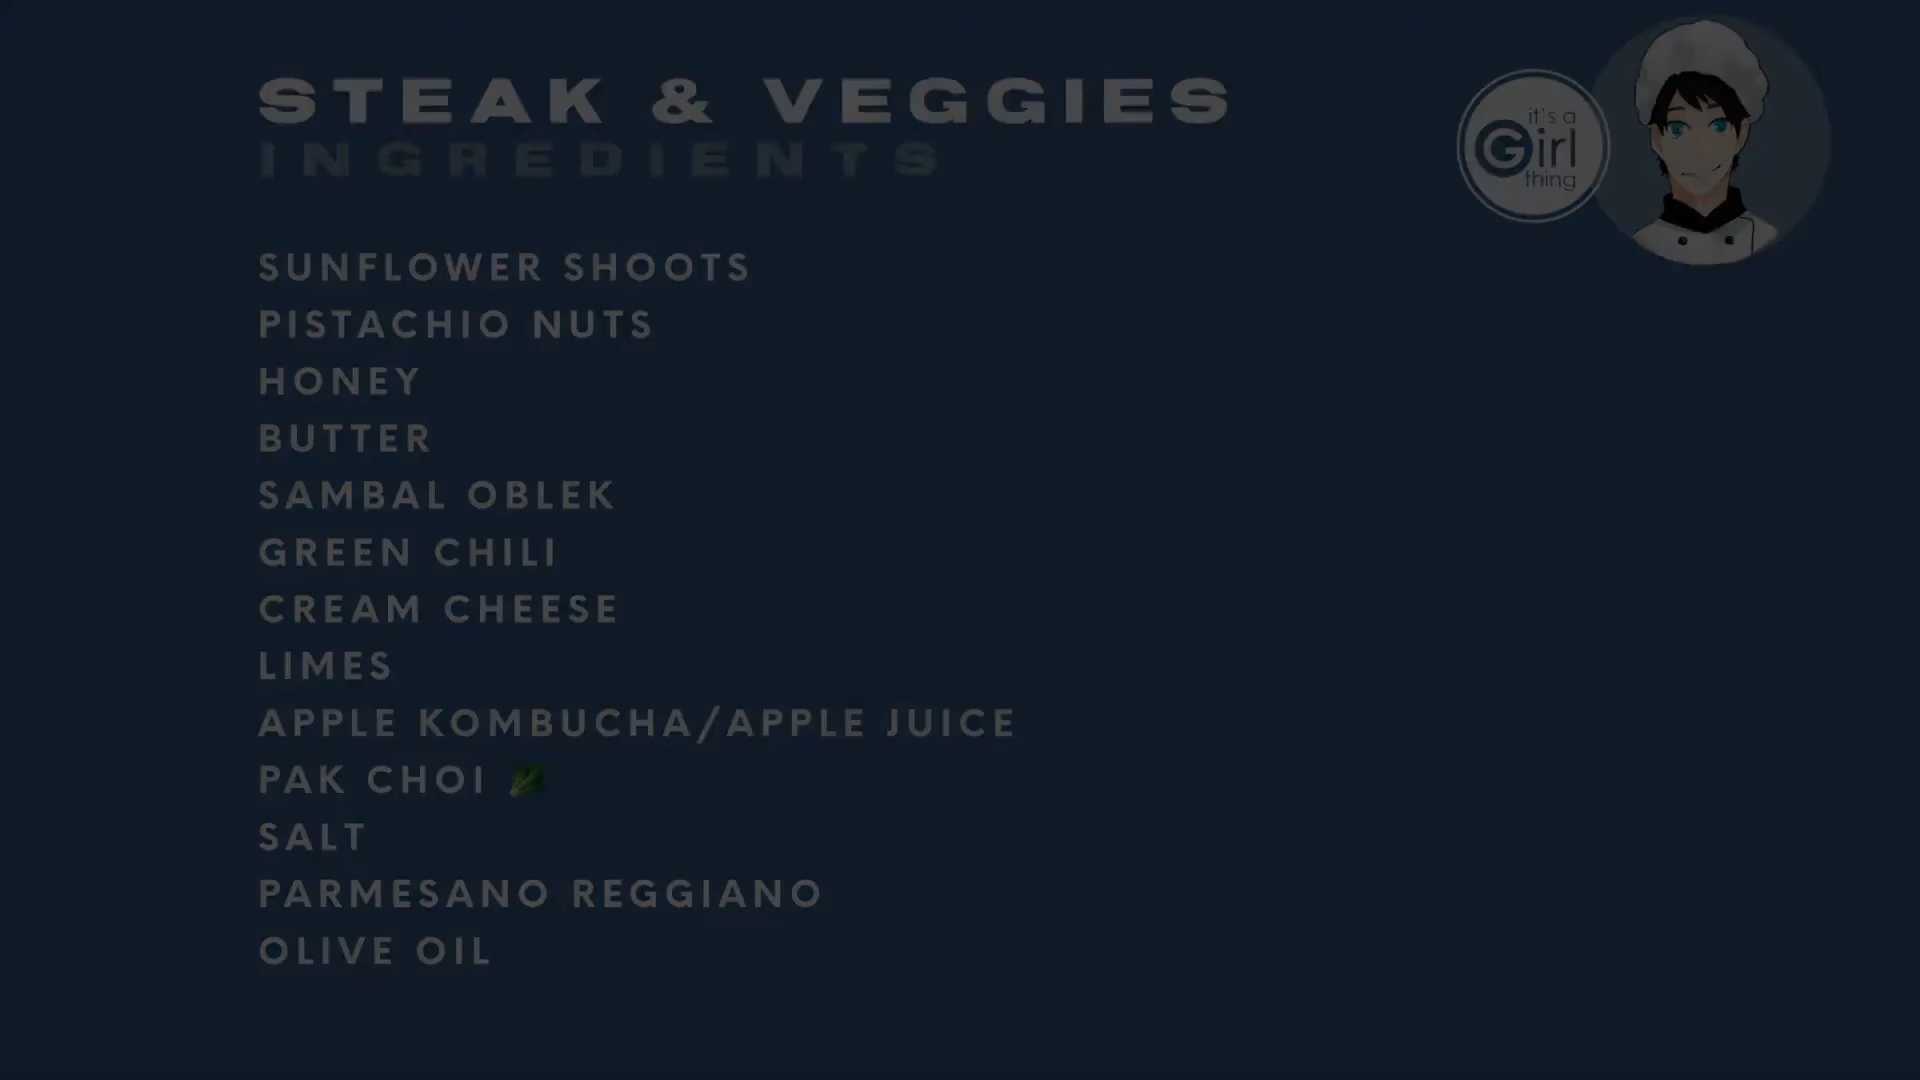 STEAK & VEGGIES
INGREDIENTS
it's a
Girl
thing
SUNFLOWER SHOOTS
PISTACHIO NUTS
HONEY
BUTTER
SAMBAL OBLEK
GREEN CHILI
CREAM CHEESE
LIMES
APPLE KOMBUCHA/APPLE JUICE
PAK CHOI 🥬
SALT
PARMESANO REGGIANO
OLIVE OIL